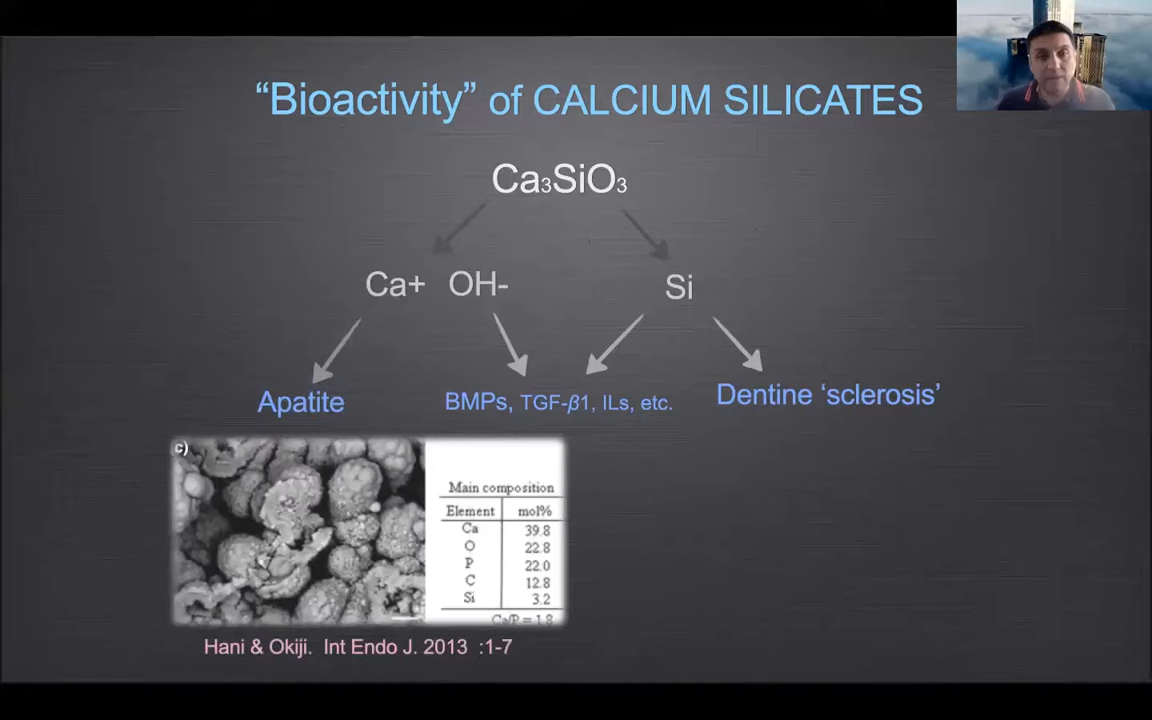 “Bioactivity” of CALCIUM SILICATES
Ca3SiO3
Ca+ OH- Si
Apatite BMPs, TGF-β1, ILs, etc. Dentine ‘sclerosis’
c)
Main composition
Element mol%
Ca 39.8
O 22.8
P 22.0
C 12.8
Si 3.2
Ca/P = 1.8
Hani & Okiji. Int Endo J. 2013 :1-7